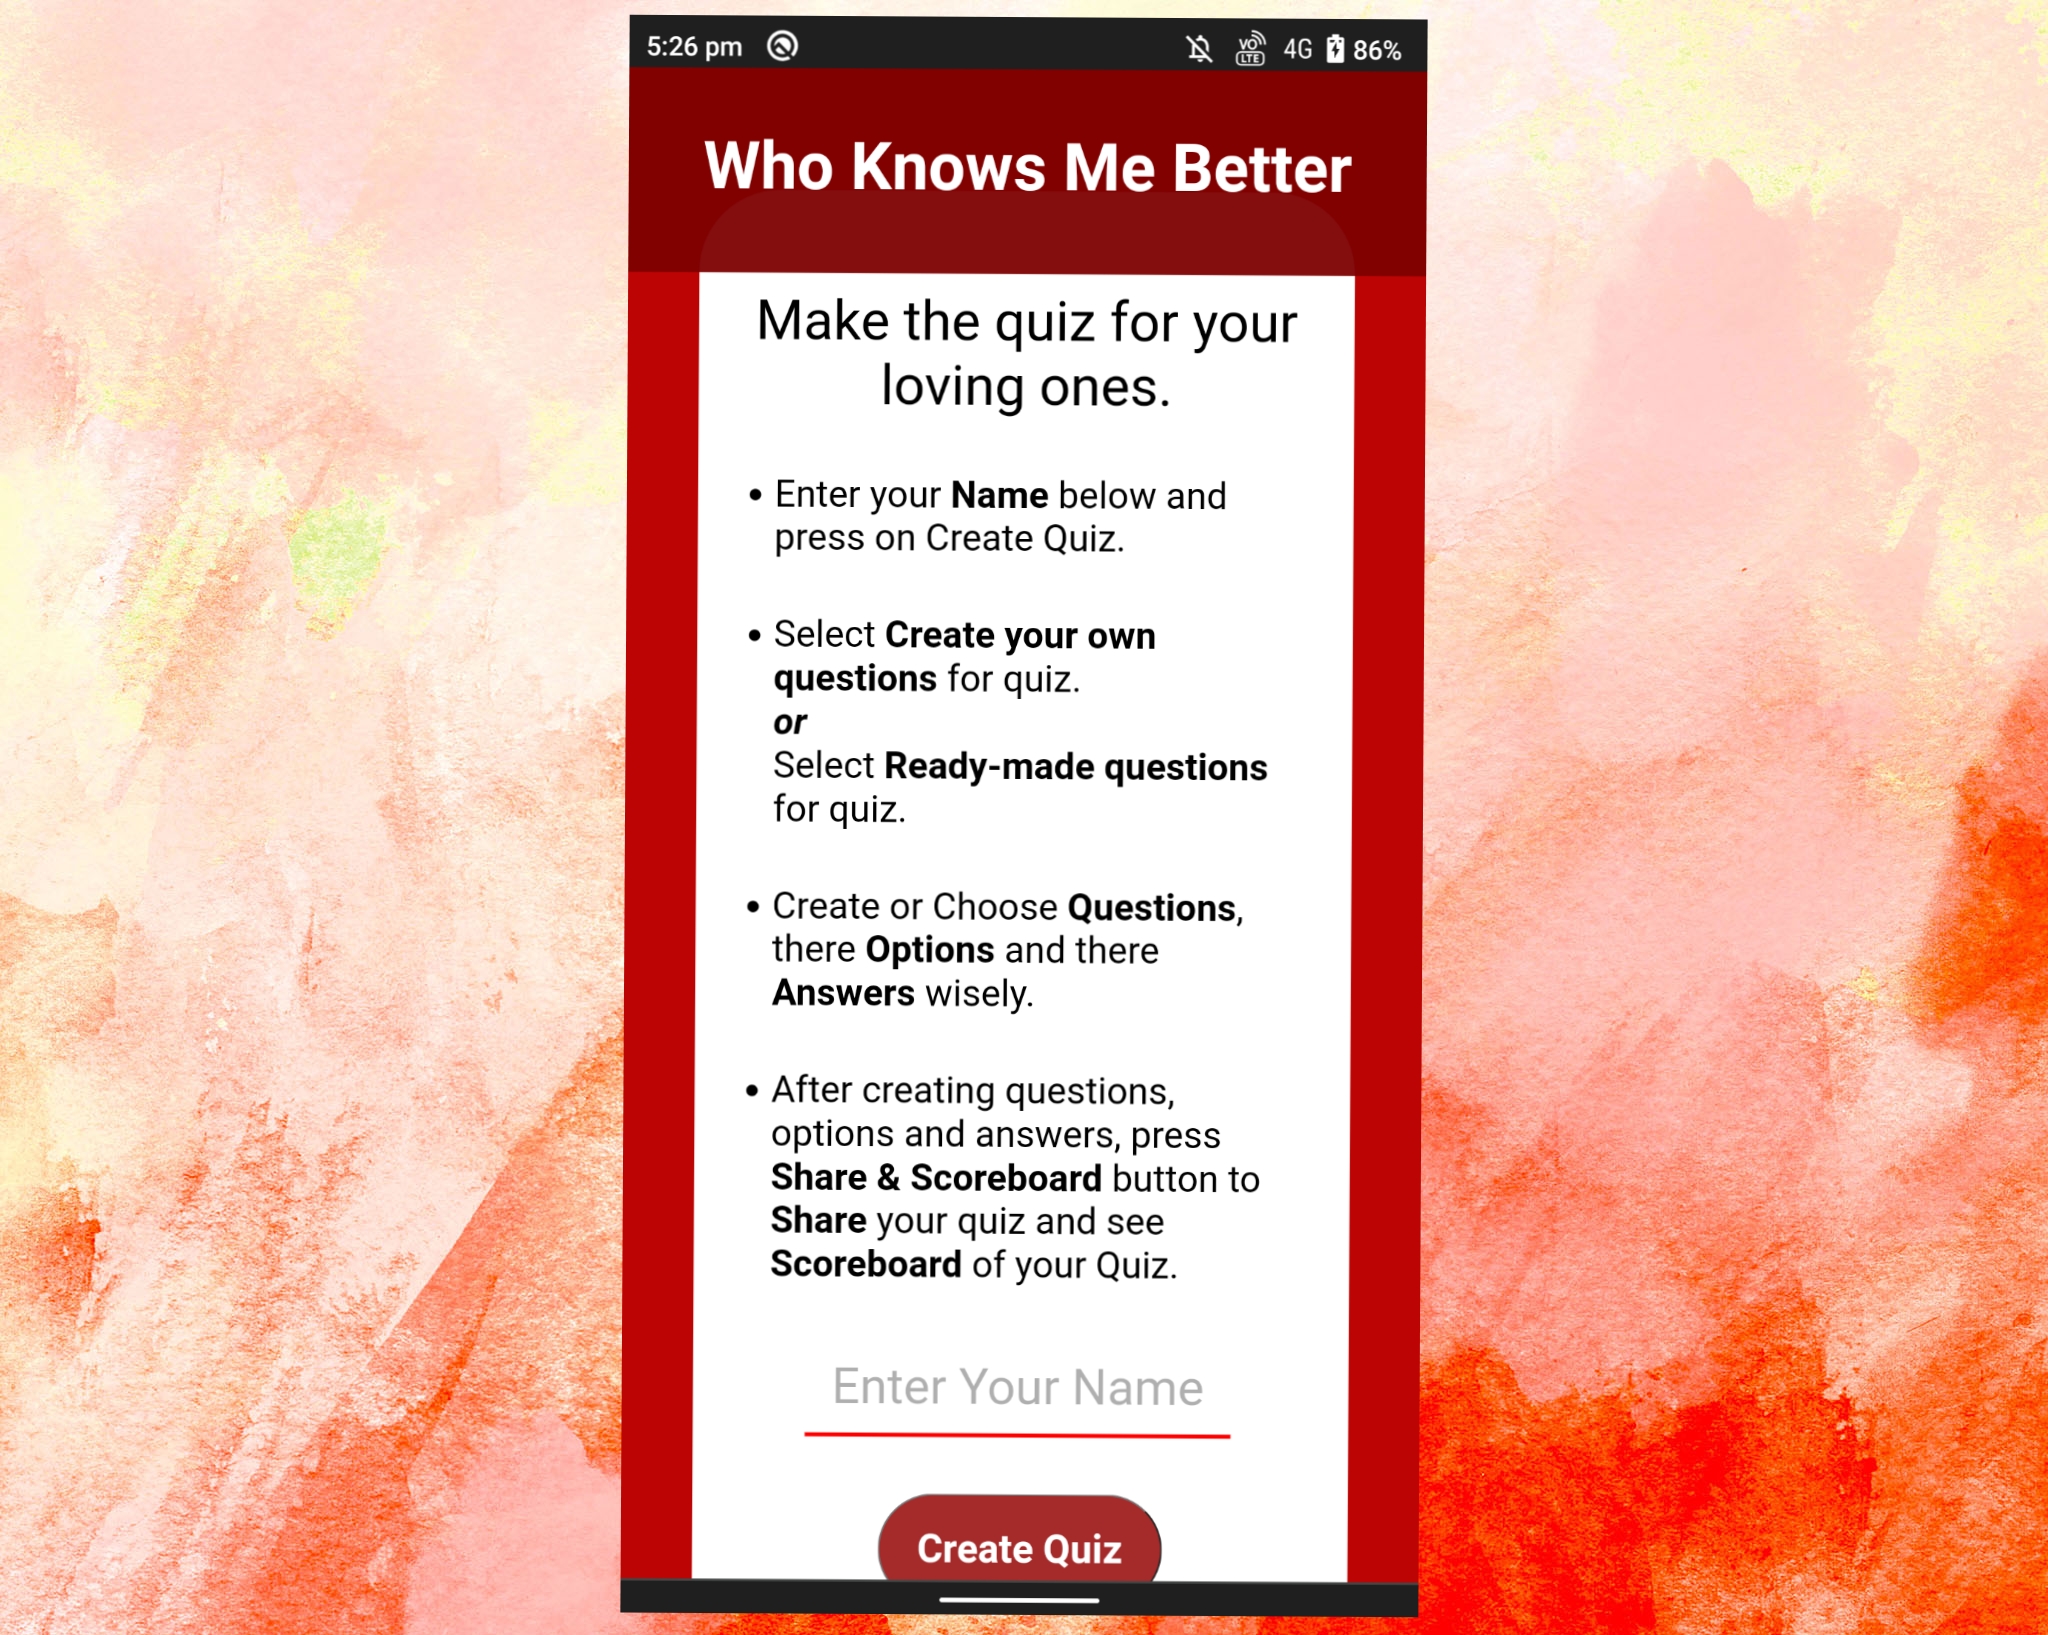 5:26 pm VO LTE 4G 86%
Who Knows Me Better
Make the quiz for your
loving ones.
• Enter your Name below and
press on Create Quiz.
• Select Create your own
questions for quiz.
or
Select Ready-made questions
for quiz.
• Create or Choose Questions,
there Options and there
Answers wisely.
• After creating questions,
options and answers, press
Share & Scoreboard button to
Share your quiz and see
Scoreboard of your Quiz.
Enter Your Name
Create Quiz